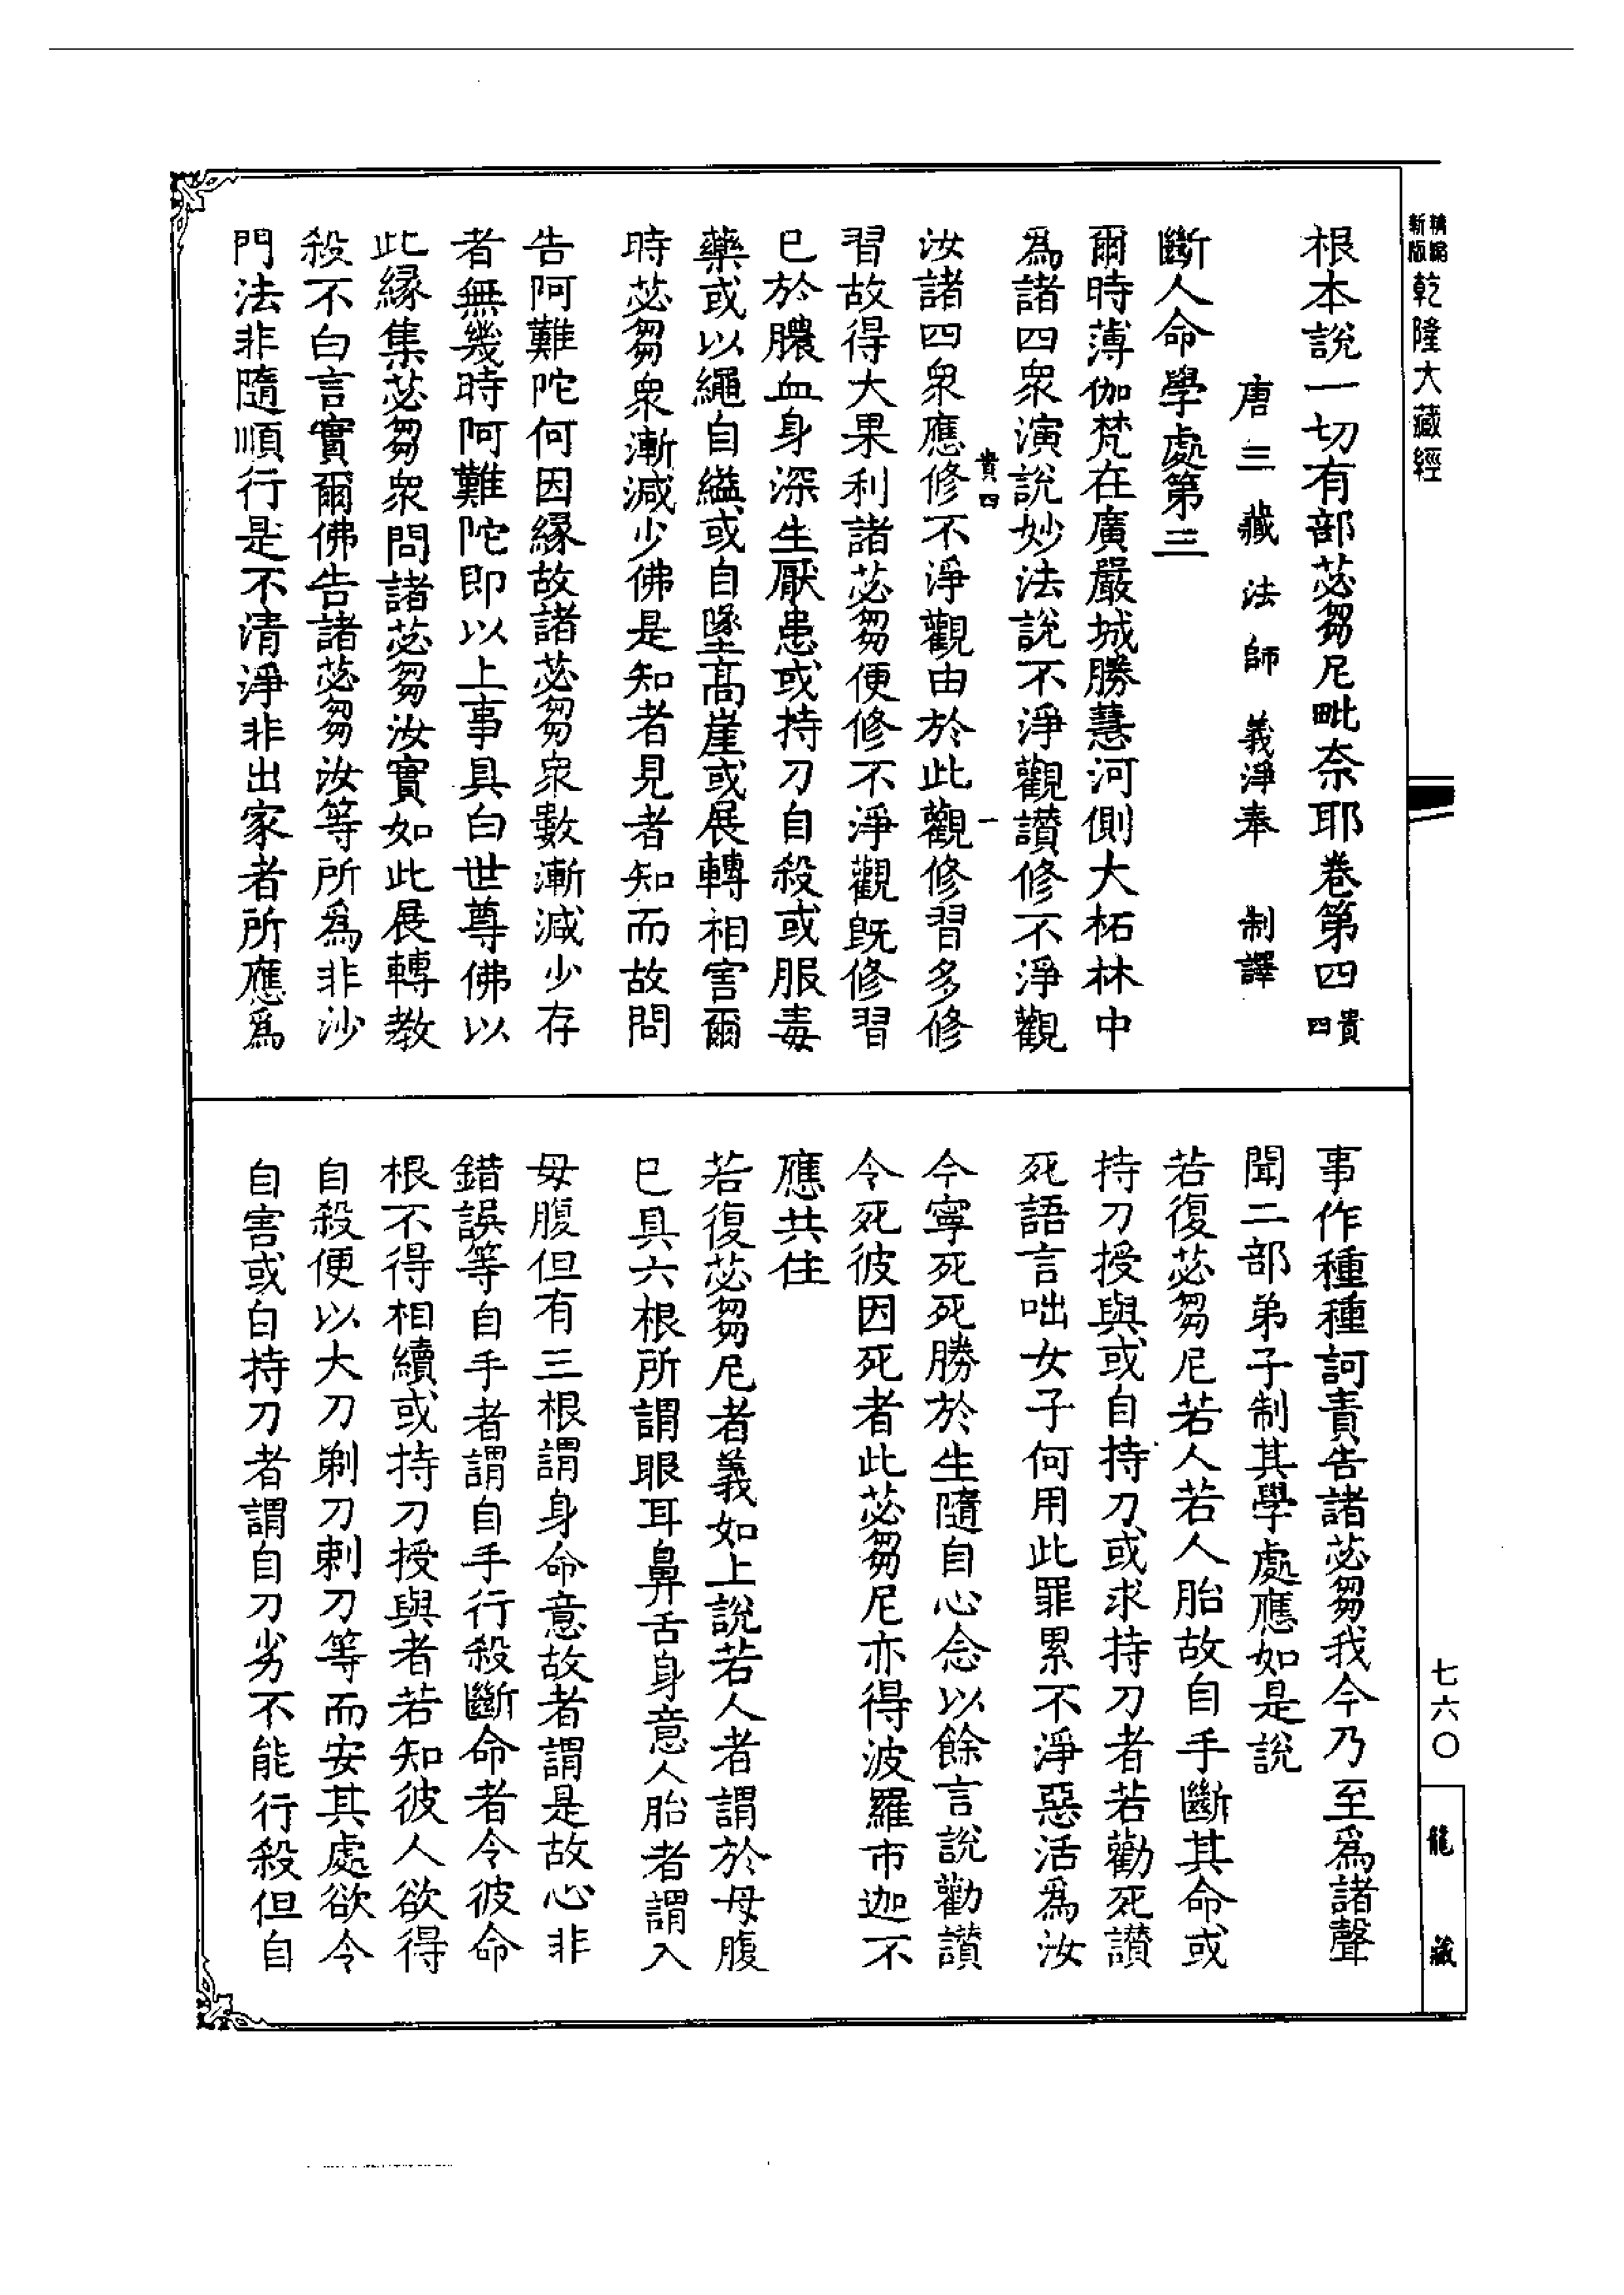 精編
新版
乾隆大藏經
七六〇
龍藏
根本說一切有部苾芻尼毗奈耶卷第四 貴四
唐三藏法師義淨奉 制譯
斷人命學處第三
爾時薄伽梵在廣嚴城勝慧河側大柘林中
爲諸四衆演說妙法說不淨觀讃修不淨觀
貴四 一
汝諸四衆應修不淨觀由於此觀修習多修
習故得大果利諸苾芻便修不淨觀旣修習
已於膿血身深生厭患或持刀自殺或服毒
藥或以繩自縊或自墜髙崖或展轉相害爾
時苾芻衆漸減少佛是知者見者知而故問
告阿難陀何因緣故諸苾芻衆數漸減少存
者無幾時阿難陀即以上事具白世尊佛以
此緣集苾芻衆問諸苾芻汝實如此展轉教
殺不白言實爾佛告諸苾芻汝等所爲非沙
門法非隨順行是不清淨非出家者所應爲
事作種種訶責告諸苾芻我今乃至爲諸聲
聞二部弟子制其學處應如是說
若復苾芻尼若人若人胎故自手斷其命或
持刀授與或自持刀或求持刀者若勸死讃
死語言咄女子何用此罪累不淨惡活爲汝
今寧死死勝於生隨自心念以餘言說勸讃
令死彼因死者此苾芻尼亦得波羅市迦不
應共住
若復苾芻尼者義如上說若人者謂於母腹
已具六根所謂眼耳鼻舌身意人胎者謂入
母腹但有三根謂身命意故者謂是故心非
錯誤等自手者謂自手行殺斷命者令彼命
根不得相續或持刀授與者若知彼人欲得
自殺便以大刀剃刀刺刀等而安其處欲令
自害或自持刀者謂自刀劣不能行殺但自